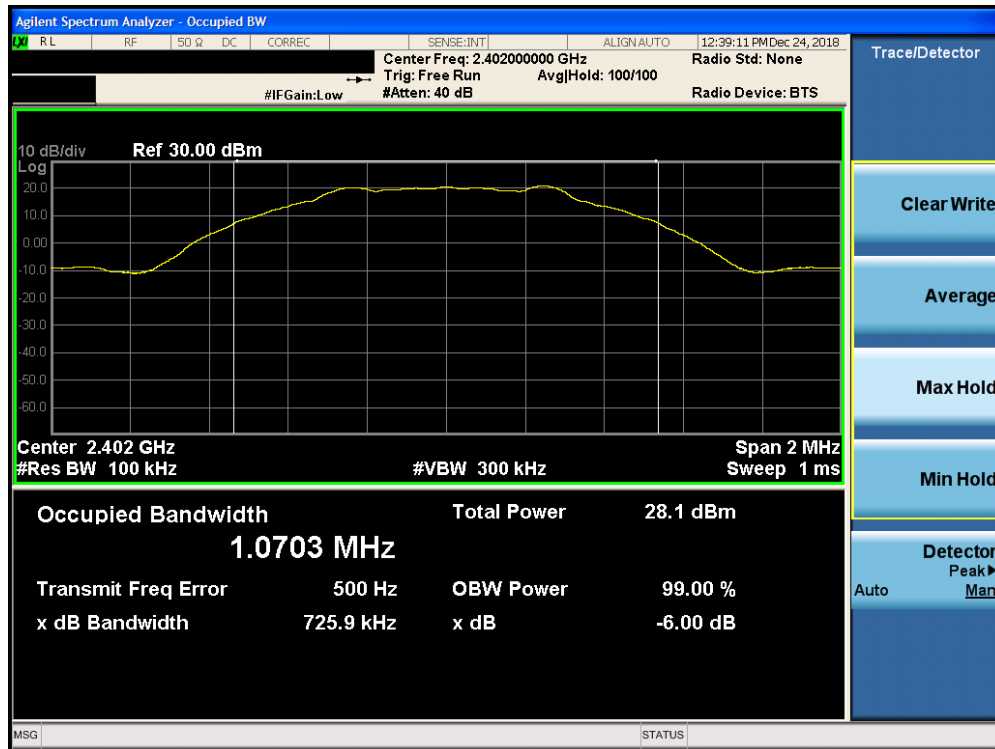 Agilent Spectrum Analyzer - Occupied BW
LXI RL RF 50 Ω DC CORREC SENSE:INT ALIGN AUTO 12:39:11 PM Dec 24, 2018
Center Freq: 2.402000000 GHz Radio Std: None
Trig: Free Run Avg|Hold: 100/100
#IFGain:Low #Atten: 40 dB Radio Device: BTS
10 dB/div Ref 30.00 dBm
Log
20.0
10.0
0.00
-10.0
-20.0
-30.0
-40.0
-50.0
-60.0
Center 2.402 GHz Span 2 MHz
#Res BW 100 kHz #VBW 300 kHz Sweep 1 ms
Occupied Bandwidth Total Power 28.1 dBm
1.0703 MHz
Transmit Freq Error 500 Hz OBW Power 99.00 %
x dB Bandwidth 725.9 kHz x dB -6.00 dB
MSG STATUS
Trace/Detector
Clear Write
Average
Max Hold
Min Hold
Detector
Peak▶
Auto Man